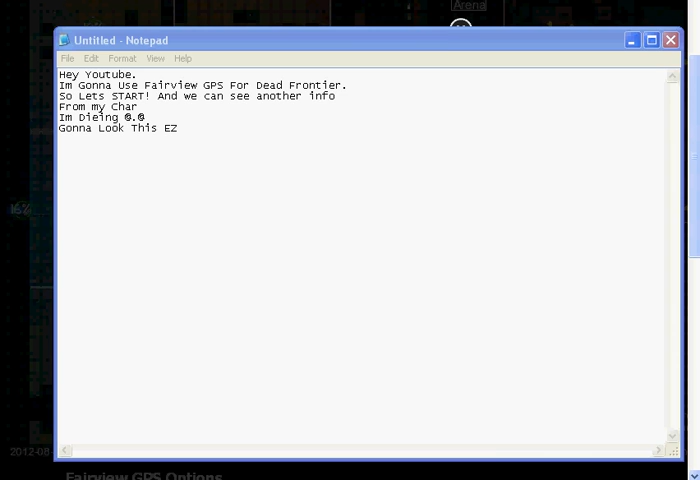 Arena
Untitled - Notepad
File Edit Format View Help
Hey Youtube.
Im Gonna Use Fairview GPS For Dead Frontier.
So Lets START! And we can see another info
From my Char
Im Dieing @.@
Gonna Look This EZ
16%
2012-08-
Fairview GPS Options